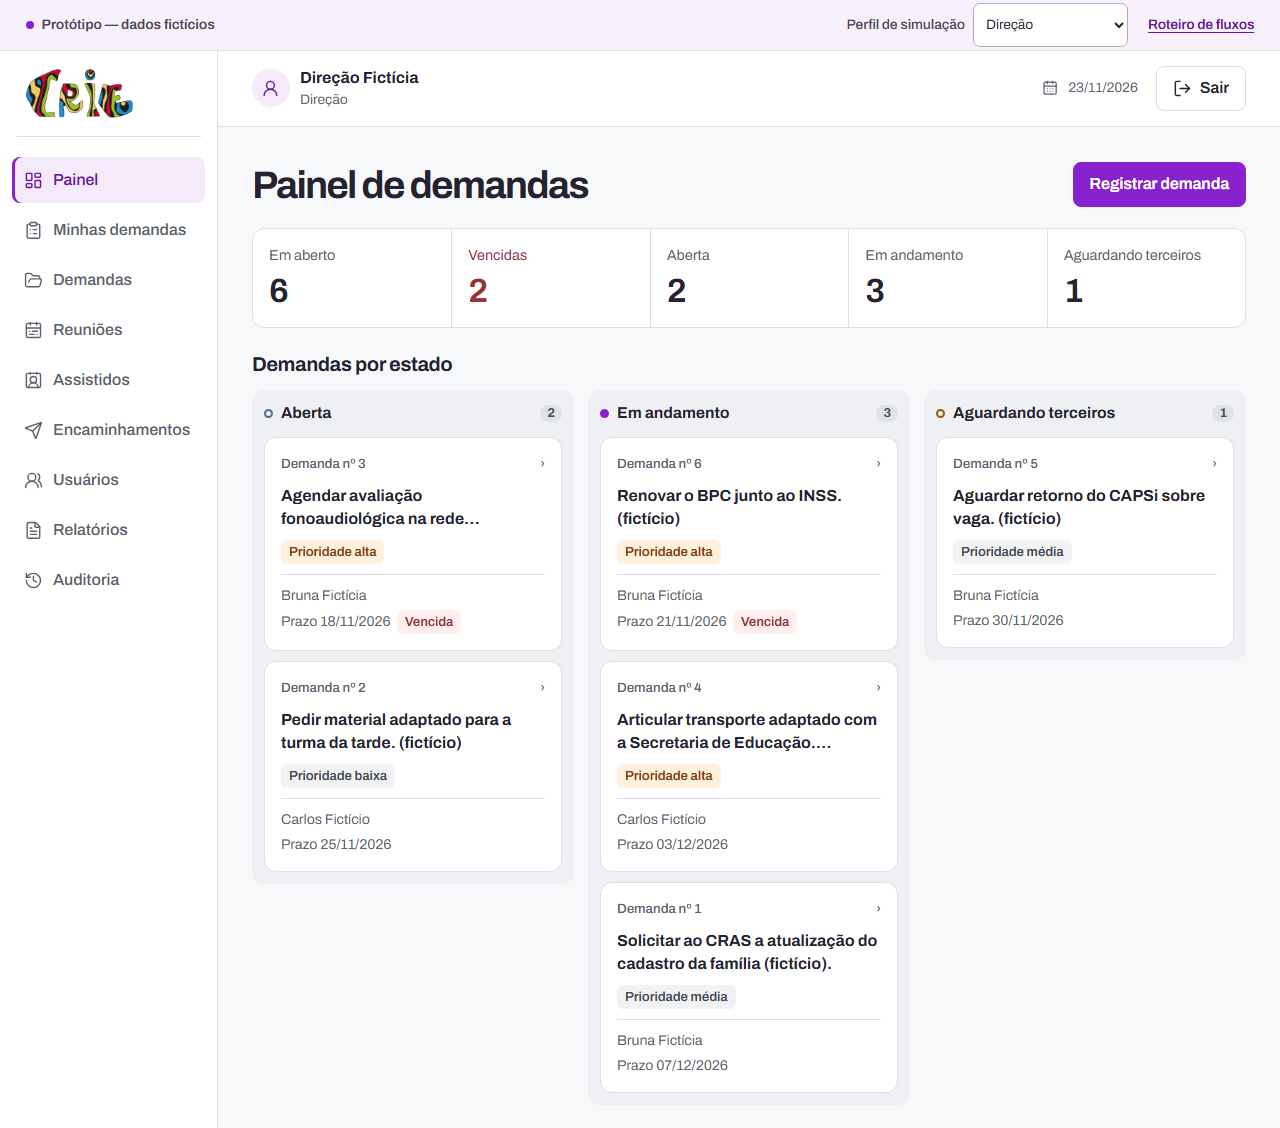 Protótipo — dados fictícios
Perfil de simulação
Direção
Roteiro de fluxos
CRIE
Direção Fictícia
Direção
23/11/2026
Sair
Painel
Minhas demandas
Demandas
Reuniões
Assistidos
Encaminhamentos
Usuários
Relatórios
Auditoria
Painel de demandas
Registrar demanda
Em aberto
6
Vencidas
2
Aberta
2
Em andamento
3
Aguardando terceiros
1
Demandas por estado
Aberta
2
Demanda nº 3
Agendar avaliação
fonoaudiológica na rede…
Prioridade alta
Bruna Fictícia
Prazo 18/11/2026 Vencida
Demanda nº 2
Pedir material adaptado para a
turma da tarde. (fictício)
Prioridade baixa
Carlos Fictício
Prazo 25/11/2026
Em andamento
3
Demanda nº 6
Renovar o BPC junto ao INSS.
(fictício)
Prioridade alta
Bruna Fictícia
Prazo 21/11/2026 Vencida
Demanda nº 4
Articular transporte adaptado com
a Secretaria de Educação.…
Prioridade alta
Carlos Fictício
Prazo 03/12/2026
Demanda nº 1
Solicitar ao CRAS a atualização do
cadastro da família (fictício).
Prioridade média
Bruna Fictícia
Prazo 07/12/2026
Aguardando terceiros
1
Demanda nº 5
Aguardar retorno do CAPSi sobre
vaga. (fictício)
Prioridade média
Bruna Fictícia
Prazo 30/11/2026